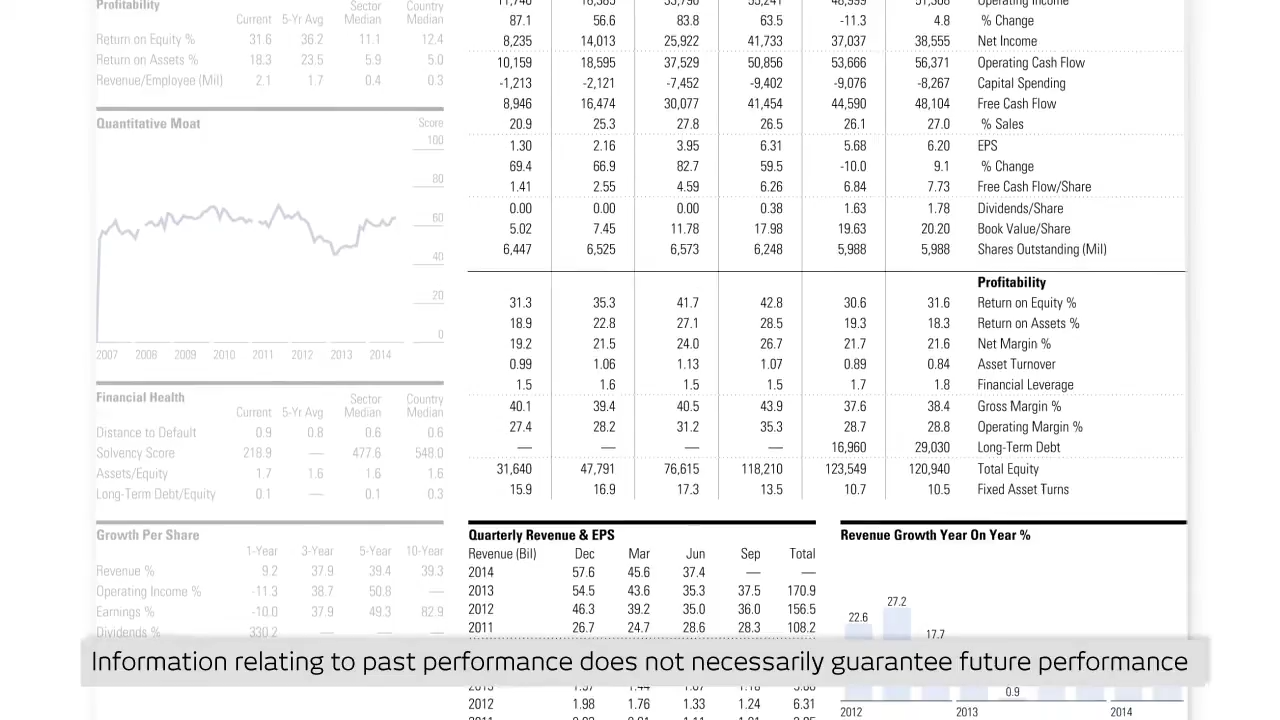 Profitability
Current 5-Yr Avg Sector Median Country Median
Return on Equity % 31.6 36.2 11.1 12.4
Return on Assets % 18.3 23.5 5.9 5.0
Revenue/Employee (Mil) 2.1 1.7 0.4 0.3
Quantitative Moat Score
100
80
60
40
20
0
2007 2008 2009 2010 2011 2012 2013 2014
Financial Health
Current 5-Yr Avg Sector Median Country Median
Distance to Default 0.9 0.8 0.6 0.6
Solvency Score 218.9 — 477.6 548.0
Assets/Equity 1.7 1.6 1.6 1.6
Long-Term Debt/Equity 0.1 — 0.1 0.3
Growth Per Share
1-Year 3-Year 5-Year 10-Year
Revenue % 9.2 37.9 39.4 39.3
Operating Income % -11.3 38.7 50.8 —
Earnings % -10.0 37.9 49.3 82.9
Dividends % 330.2 — — —
Operating Income
87.1 56.6 83.8 63.5 -11.3 4.8 % Change
8,235 14,013 25,922 41,733 37,037 38,555 Net Income
10,159 18,595 37,529 50,856 53,666 56,371 Operating Cash Flow
-1,213 -2,121 -7,452 -9,402 -9,076 -8,267 Capital Spending
8,946 16,474 30,077 41,454 44,590 48,104 Free Cash Flow
20.9 25.3 27.8 26.5 26.1 27.0 % Sales
1.30 2.16 3.95 6.31 5.68 6.20 EPS
69.4 66.9 82.7 59.5 -10.0 9.1 % Change
1.41 2.55 4.59 6.26 6.84 7.73 Free Cash Flow/Share
0.00 0.00 0.00 0.38 1.63 1.78 Dividends/Share
5.02 7.45 11.78 17.98 19.63 20.20 Book Value/Share
6,447 6,525 6,573 6,248 5,988 5,988 Shares Outstanding (Mil)
Profitability
31.3 35.3 41.7 42.8 30.6 31.6 Return on Equity %
18.9 22.8 27.1 28.5 19.3 18.3 Return on Assets %
19.2 21.5 24.0 26.7 21.7 21.6 Net Margin %
0.99 1.06 1.13 1.07 0.89 0.84 Asset Turnover
1.5 1.6 1.5 1.5 1.7 1.8 Financial Leverage
40.1 39.4 40.5 43.9 37.6 38.4 Gross Margin %
27.4 28.2 31.2 35.3 28.7 28.8 Operating Margin %
— — — — 16,960 29,030 Long-Term Debt
31,640 47,791 76,615 118,210 123,549 120,940 Total Equity
15.9 16.9 17.3 13.5 10.7 10.5 Fixed Asset Turns
Quarterly Revenue & EPS
Revenue (Bil) Dec Mar Jun Sep Total
2014 57.6 45.6 37.4 — —
2013 54.5 43.6 35.3 37.5 170.9
2012 46.3 39.2 35.0 36.0 156.5
2011 26.7 24.7 28.6 28.3 108.2
2012 1.98 1.76 1.33 1.24 6.31
Revenue Growth Year On Year %
22.6 27.2 17.7
0.9
2012 2013 2014
Information relating to past performance does not necessarily guarantee future performance